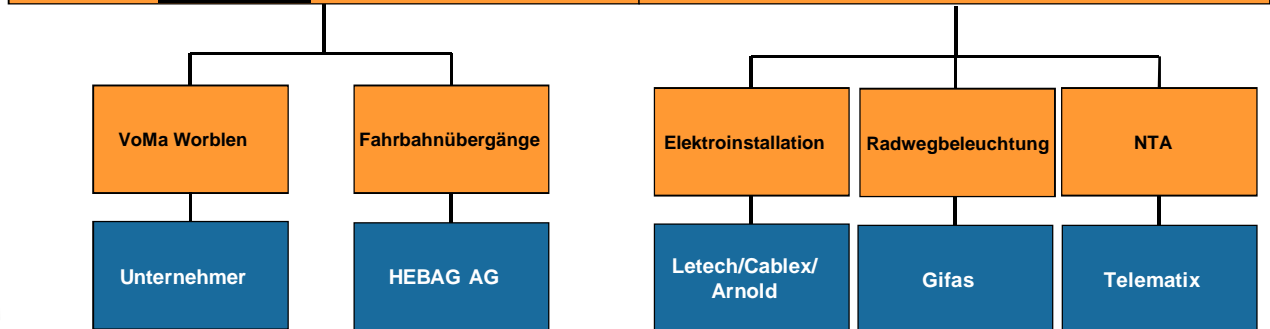 VoMa Worblen
Fahrbahnübergänge
Elektroinstallation
Radwegbeleuchtung
NTA
Unternehmer
HEBAG AG
Letech/Cablex/
Arnold
Gifas
Telematix